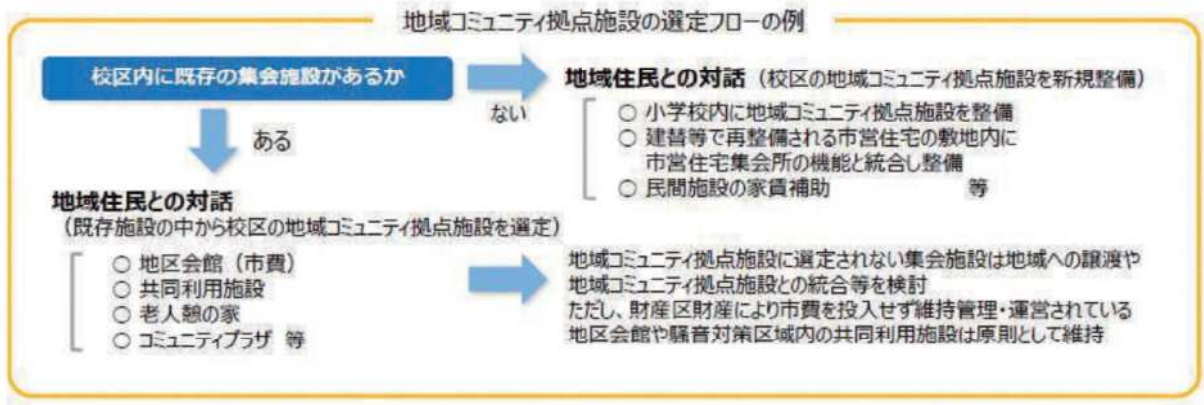 地域コミュニティ拠点施設の選定フローの例
校区内に既存の集会施設があるか
ない
ある
地域住民との対話（校区の地域コミュニティ拠点施設を新規整備）
○ 小学校内に地域コミュニティ拠点施設を整備
○ 建替等で再整備される市営住宅の敷地内に
市営住宅集会所の機能と統合し整備
○ 民間施設の家賃補助 等
地域住民との対話
（既存施設の中から校区の地域コミュニティ拠点施設を選定）
○ 地区会館（市費）
○ 共同利用施設
○ 老人憩の家
○ コミュニティプラザ 等
地域コミュニティ拠点施設に選定されない集会施設は地域への譲渡や
地域コミュニティ拠点施設との統合等を検討
ただし、財産区財産により市費を投入せず維持管理・運営されている
地区会館や騒音対策区域内の共同利用施設は原則として維持